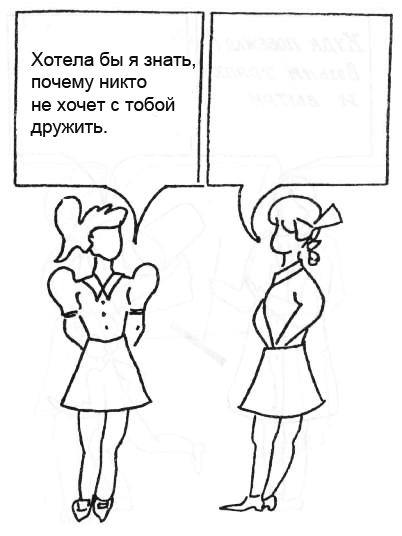 Хотела бы я знать,
почему никто
не хочет с тобой
дружить.